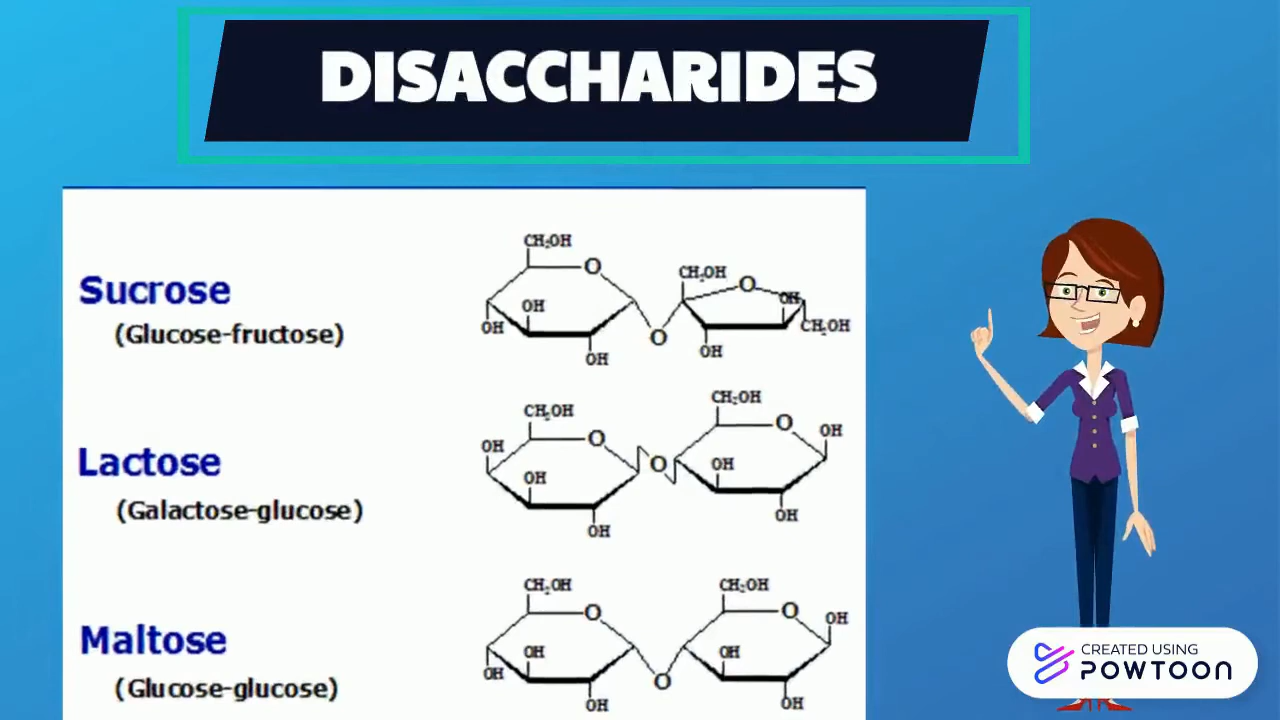 DISACCHARIDES
Sucrose
(Glucose-fructose)
CH₂OH
O
OH
OH
OH
O
CH₂OH
O
OH
CH₂OH
OH
Lactose
(Galactose-glucose)
CH₂OH
O
OH
OH
OH
O
CH₂OH
O
OH
OH
OH
Maltose
(Glucose-glucose)
CH₂OH
O
OH
OH
OH
O
CH₂OH
O
OH
OH
OH
CREATED USING
POWTOON